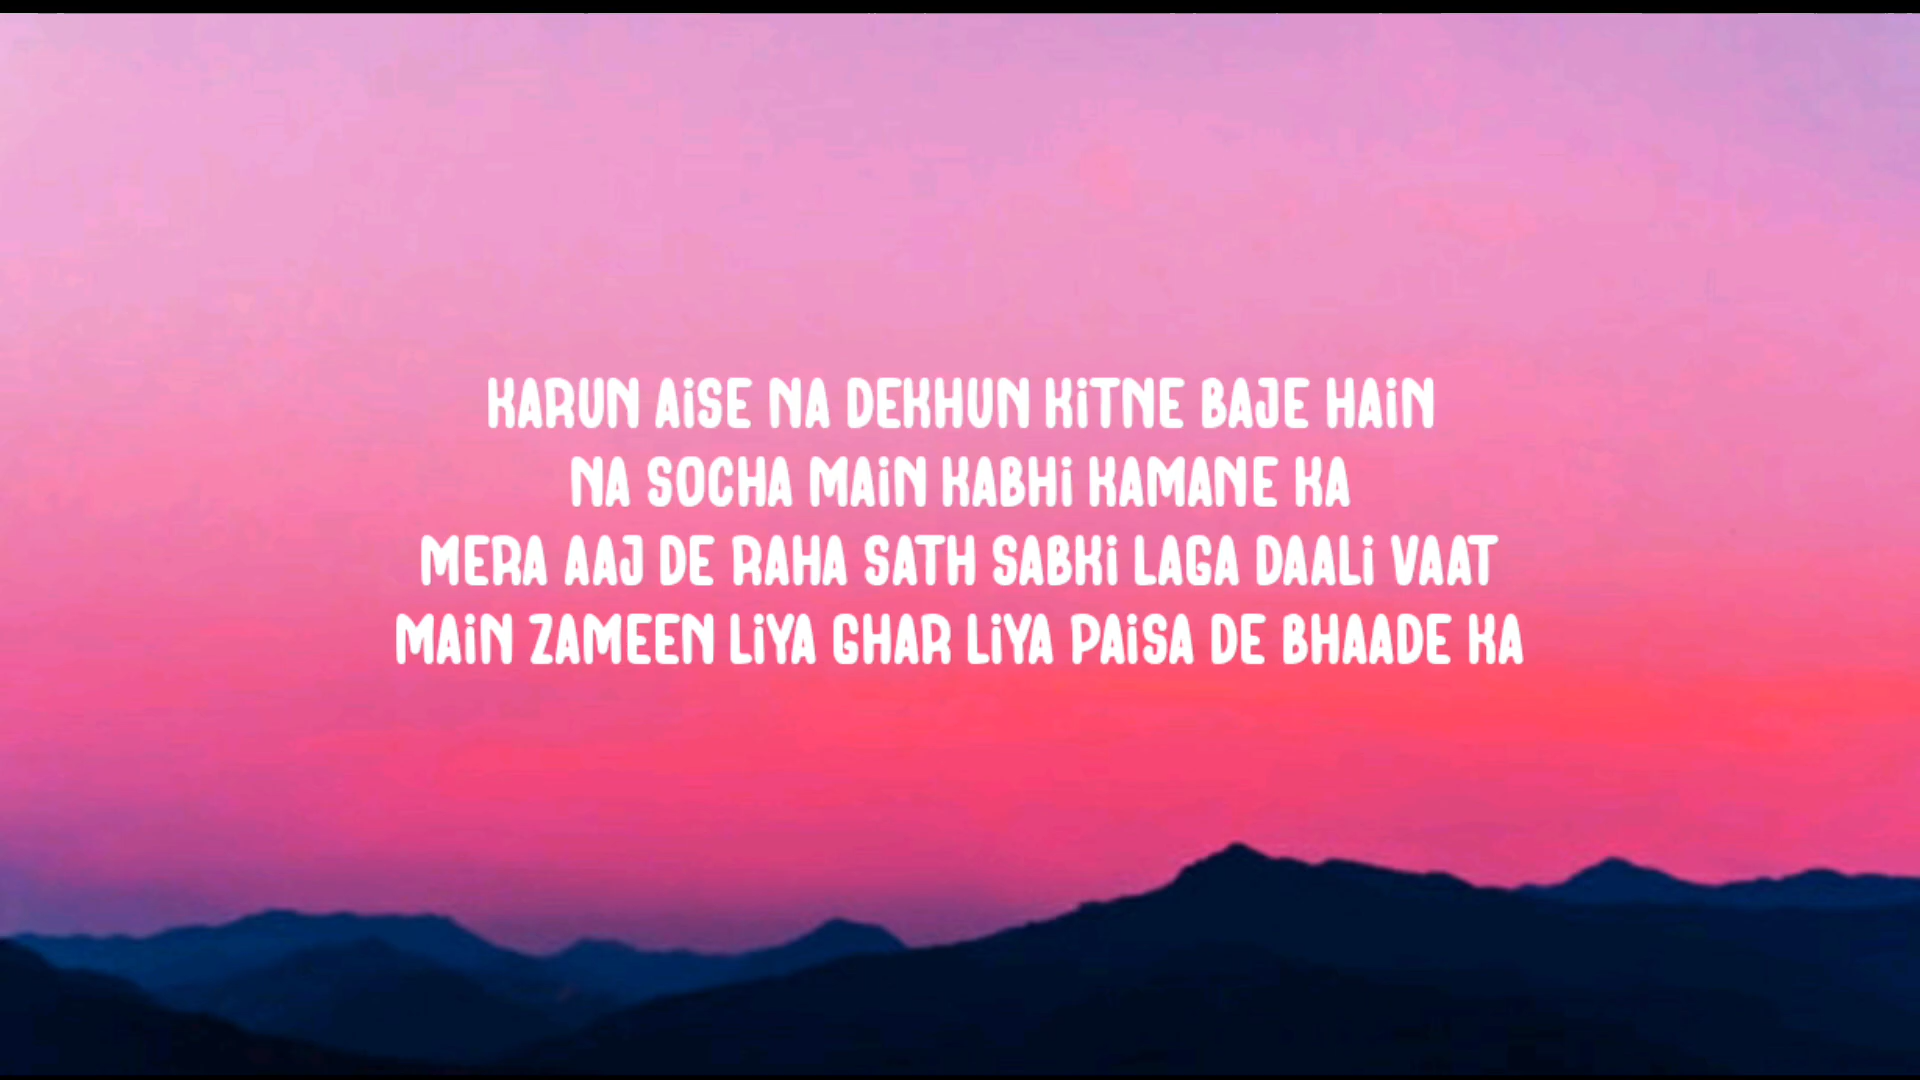 KARUN AiSE NA DEKHUN KiTNE BAJE HAiN
NA SOCHA MAiN KABHi KAMANE KA
MERA AAJ DE RAHA SATH SABKi LAGA DAALi VAAT
MAiN ZAMEEN LiYA GHAR LiYA PAiSA DE BHAADE KA